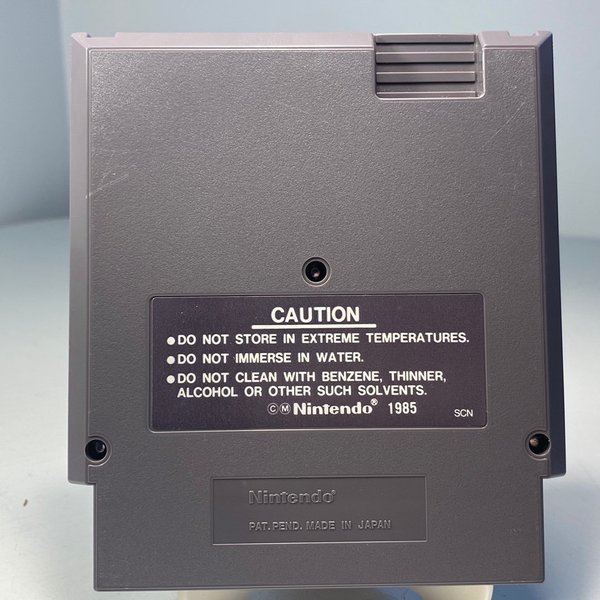 CAUTION
●DO NOT STORE IN EXTREME TEMPERATURES.
●DO NOT IMMERSE IN WATER.
●DO NOT CLEAN WITH BENZENE, THINNER,
ALCOHOL OR OTHER SUCH SOLVENTS.
ⒸⓂ Nintendo® 1985 SCN
Nintendo®
PAT. PEND. MADE IN JAPAN